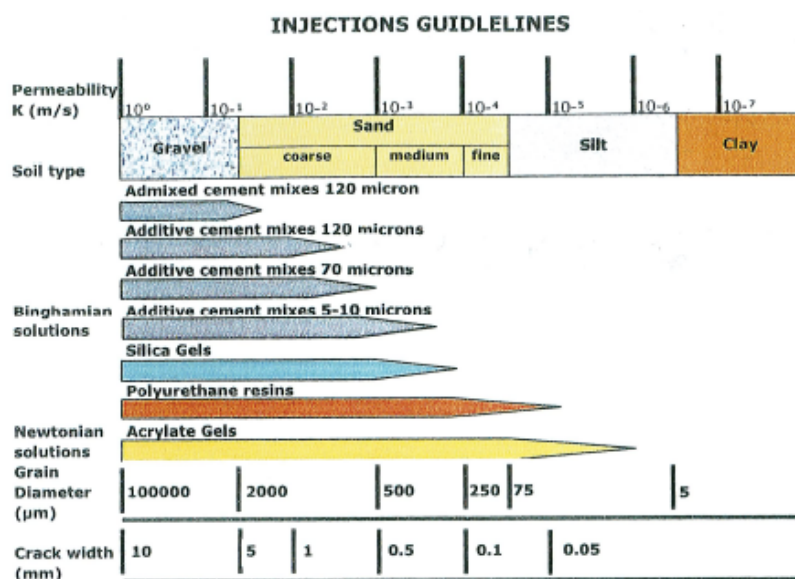 INJECTIONS GUIDLELINES
Permeability
K (m/s)
10⁰ 10⁻¹ 10⁻² 10⁻³ 10⁻⁴ 10⁻⁵ 10⁻⁶ 10⁻⁷
Soil type
Gravel Sand Silt Clay
coarse medium fine
Admixed cement mixes 120 micron
Additive cement mixes 120 microns
Additive cement mixes 70 microns
Binghamian
solutions
Additive cement mixes 5-10 microns
Silica Gels
Polyurethane resins
Newtonian
solutions
Acrylate Gels
Grain
Diameter
(μm)
100000 2000 500 250 75 5
Crack width
(mm)
10 5 1 0.5 0.1 0.05